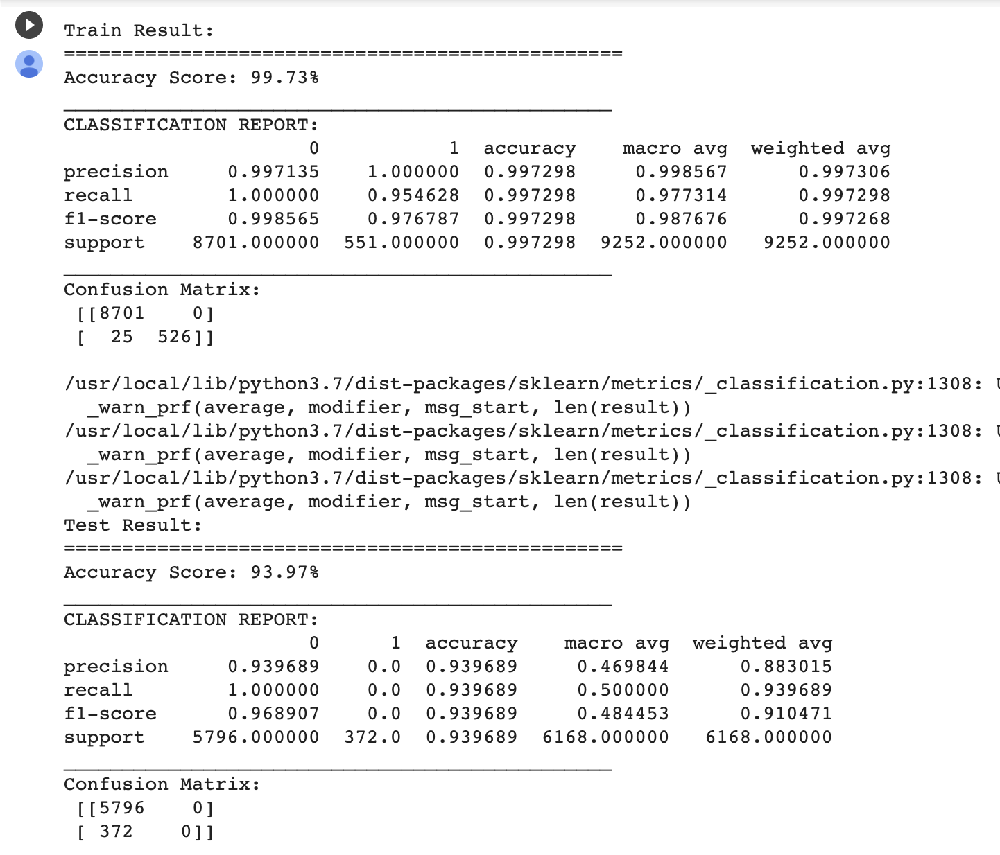 Train Result:
================================================
Accuracy Score: 99.73%
_______________________________________________
CLASSIFICATION REPORT:
                     0           1  accuracy    macro avg  weighted avg
precision     0.997135    1.000000  0.997298     0.998567      0.997306
recall        1.000000    0.954628  0.997298     0.977314      0.997298
f1-score      0.998565    0.976787  0.997298     0.987676      0.997268
support    8701.000000  551.000000  0.997298  9252.000000   9252.000000
_______________________________________________
Confusion Matrix:
 [[8701    0]
 [  25  526]]
/usr/local/lib/python3.7/dist-packages/sklearn/metrics/_classification.py:1308:
  _warn_prf(average, modifier, msg_start, len(result))
/usr/local/lib/python3.7/dist-packages/sklearn/metrics/_classification.py:1308:
  _warn_prf(average, modifier, msg_start, len(result))
/usr/local/lib/python3.7/dist-packages/sklearn/metrics/_classification.py:1308:
  _warn_prf(average, modifier, msg_start, len(result))
Test Result:
================================================
Accuracy Score: 93.97%
_______________________________________________
CLASSIFICATION REPORT:
                     0      1  accuracy    macro avg  weighted avg
precision     0.939689    0.0  0.939689     0.469844      0.883015
recall        1.000000    0.0  0.939689     0.500000      0.939689
f1-score      0.968907    0.0  0.939689     0.484453      0.910471
support    5796.000000  372.0  0.939689  6168.000000   6168.000000
_______________________________________________
Confusion Matrix:
 [[5796    0]
 [ 372    0]]